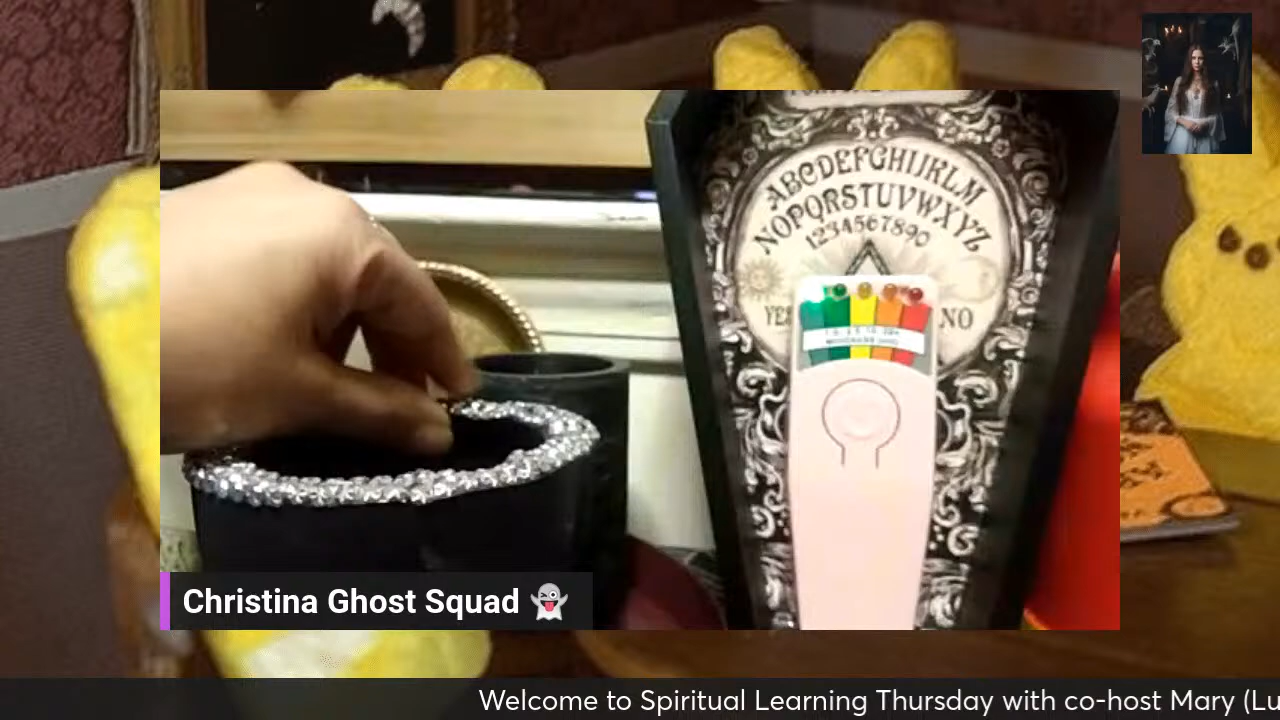 ABCDEFGHIJKLM
NOPQRSTUVWXYZ
1234567890
YES
NO
Christina Ghost Squad 👻
Welcome to Spiritual Learning Thursday with co-host Mary (Lu